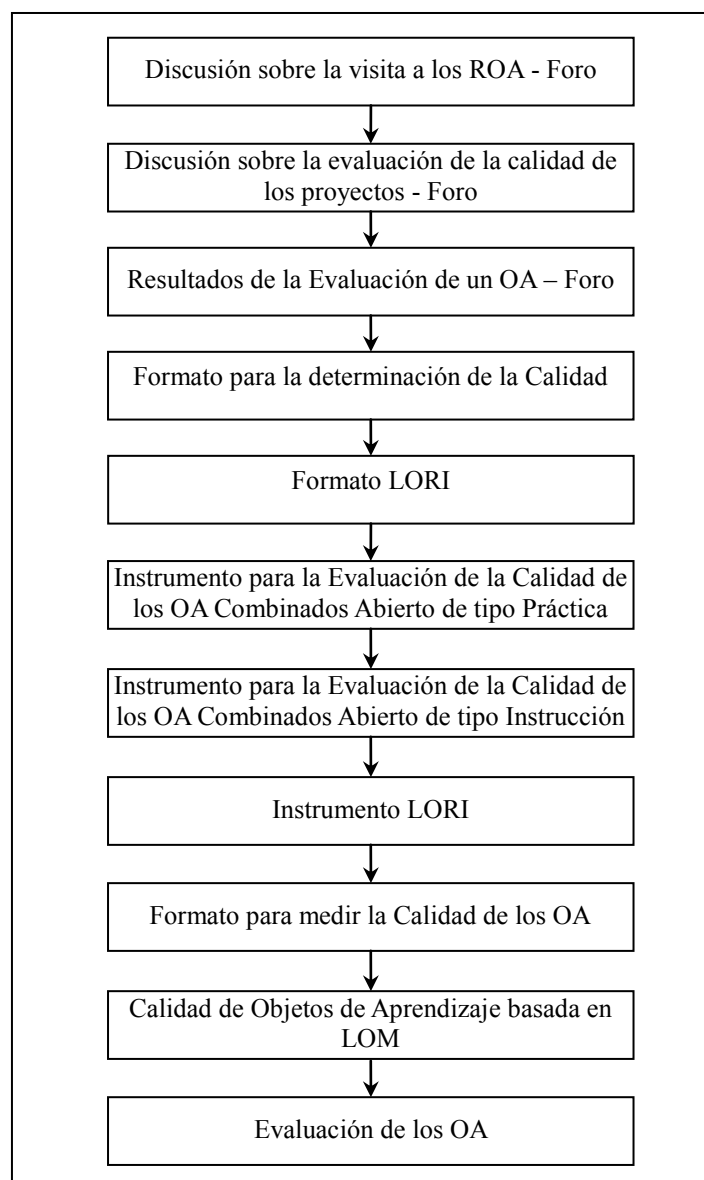 Discusión sobre la visita a los ROA - Foro
Discusión sobre la evaluación de la calidad de
los proyectos - Foro
Resultados de la Evaluación de un OA – Foro
Formato para la determinación de la Calidad
Formato LORI
Instrumento para la Evaluación de la Calidad de
los OA Combinados Abierto de tipo Práctica
Instrumento para la Evaluación de la Calidad de
los OA Combinados Abierto de tipo Instrucción
Instrumento LORI
Formato para medir la Calidad de los OA
Calidad de Objetos de Aprendizaje basada en
LOM
Evaluación de los OA